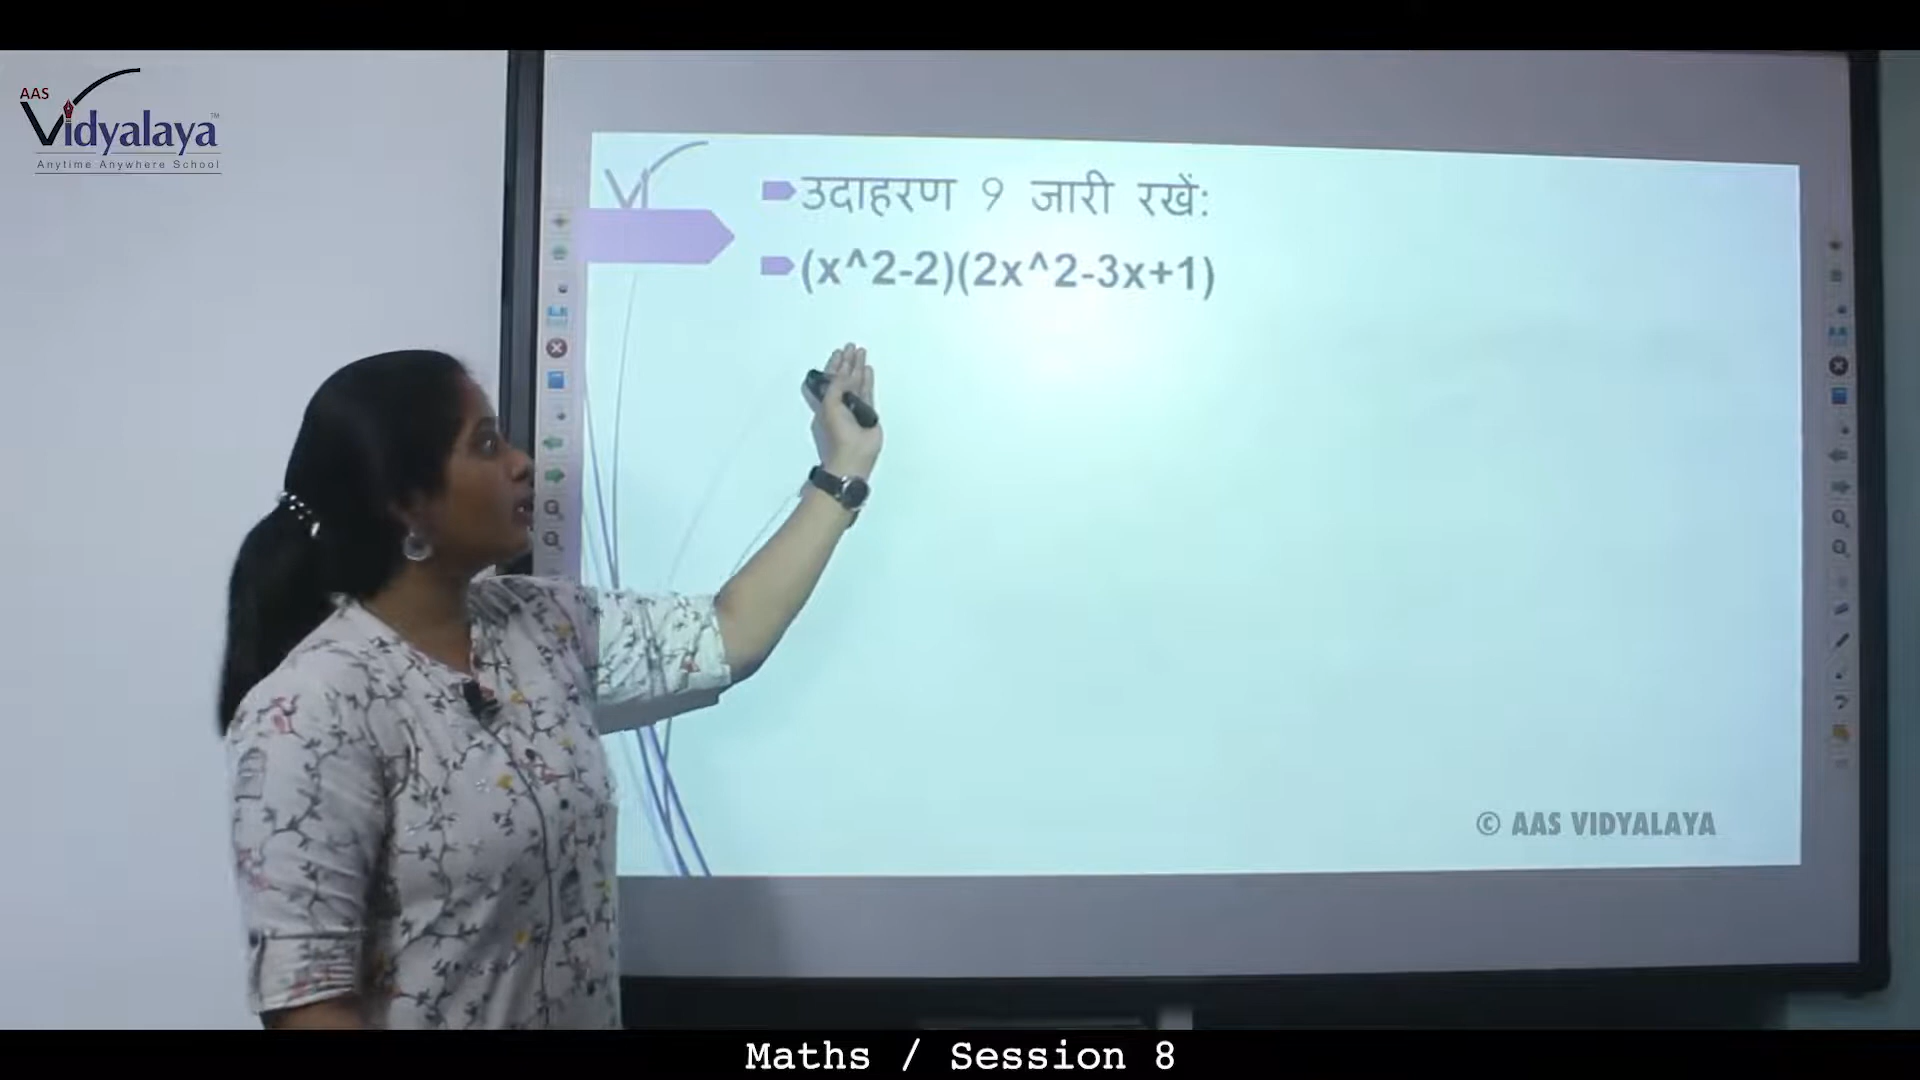 AAS
Vidyalaya™
Anytime Anywhere School
उदाहरण 9 जारी रखें:
(x^2-2)(2x^2-3x+1)
© AAS VIDYALAYA
Maths / Session 8